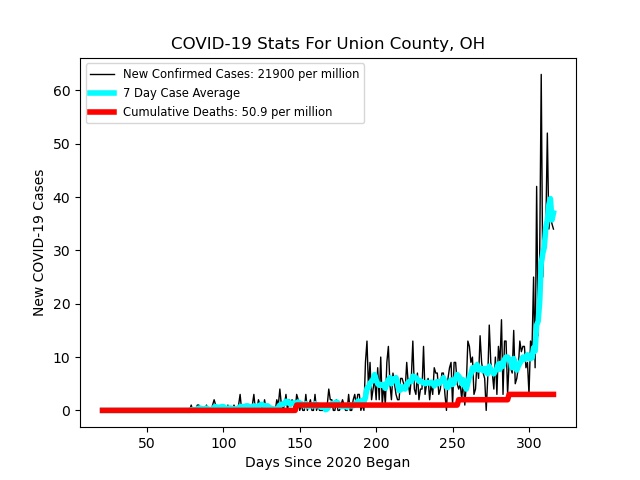 COVID-19 Stats For Union County, OH
New Confirmed Cases: 21900 per million
7 Day Case Average
Cumulative Deaths: 50.9 per million
New COVID-19 Cases
60
50
40
30
20
10
0
50 100 150 200 250 300
Days Since 2020 Began